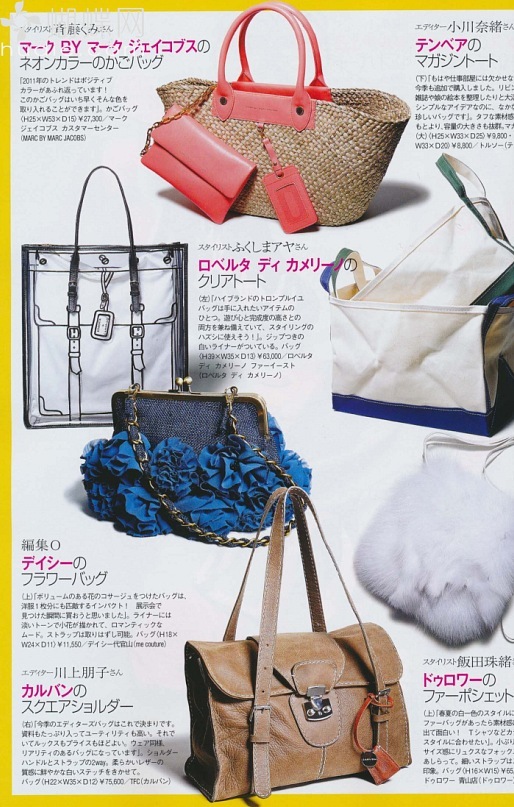 スタイリスト 斉藤くみさん
マーク BY マーク ジェイコブスの
ネオンカラーのかごバッグ
「2011年のトレンドはポジティブ
カラーがあふれ返っています!
このかごバッグはいち早くそんな色を
取り入れることができます」。かごバッグ
〈H25×W53×D15〉¥27,300/マーク
ジェイコブス カスタマーセンター
(MARC BY MARC JACOBS)
エディター 小川奈緒さん
テンベアの
マガジントート
(下)「もはや仕事部屋には欠かせな
今季も追加で購入しました。リビン
雑誌や娘の絵本を整理したりと大活
シンプルなアイデアなのに、なかな
珍しいバッグです」。タフな素材感
もとより、容量の大きさも抜群。マガ
(大)〈H25×W33×D25〉¥9,800・
W33×D20〉¥8,800/トルソー(テ
スタイリスト ふくしまアヤさん
ロベルタ ディ カメリーノの
クリアトート
(左)「ハイブランドのトロンプルイユ
バッグは手に入れたいアイテムの
ひとつ。遊び心と完成度の高さとの
両方を兼ね備えていて、スタイリングの
ハズシに使えそう!」。ジップつきの
白いライナーがついている。バッグ
〈H39×W35×D13〉¥63,000/ロベルタ
ディ カメリーノ ファーイースト
(ロベルタ ディ カメリーノ)
編集O
デイシーの
フラワーバッグ
(上)「ボリュームのある花のコサージュをつけたバッグは、
洋服1枚分にも匹敵するインパクト! 展示会で
見つけた瞬間に買おうと思いました」。ライナーには
淡いトーンで小花が描かれて、ロマンティックな
ムード。ストラップは取りはずし可能。バッグ〈H18×
W24×D11〉¥11,550/デイシー代官山(me couture)
エディター 川上朋子さん
カルバンの
スクエアショルダー
(右)「今季のエディターズバッグはこれで決まりです。
資料もたっぷり入ってユーティリティも高い。それで
いてルックスもプライスもほどよい。ウェア同様、
リアリティのあるバッグになっています」。ショルダー
ハンドルとストラップの2way。柔らかいレザーの
質感に鮮やかな白いステッチをきかせて。
バッグ〈H22×W35×D12〉¥75,600/TFC(カルバン)
スタイリスト 飯田珠緒
ドゥロワーの
ファーポシェット
(上)「春夏の白一色のスタイルに
ファーバッグがあったら素材感
出て面白い! Tシャツなどカ
スタイルに合わせたい」。小ぶり
サイズ感にリュクスなフォック
あしらって。細いストラップは
印象。バッグ〈H16×W15〉¥65
ドゥロワー 青山店(ドゥロワー